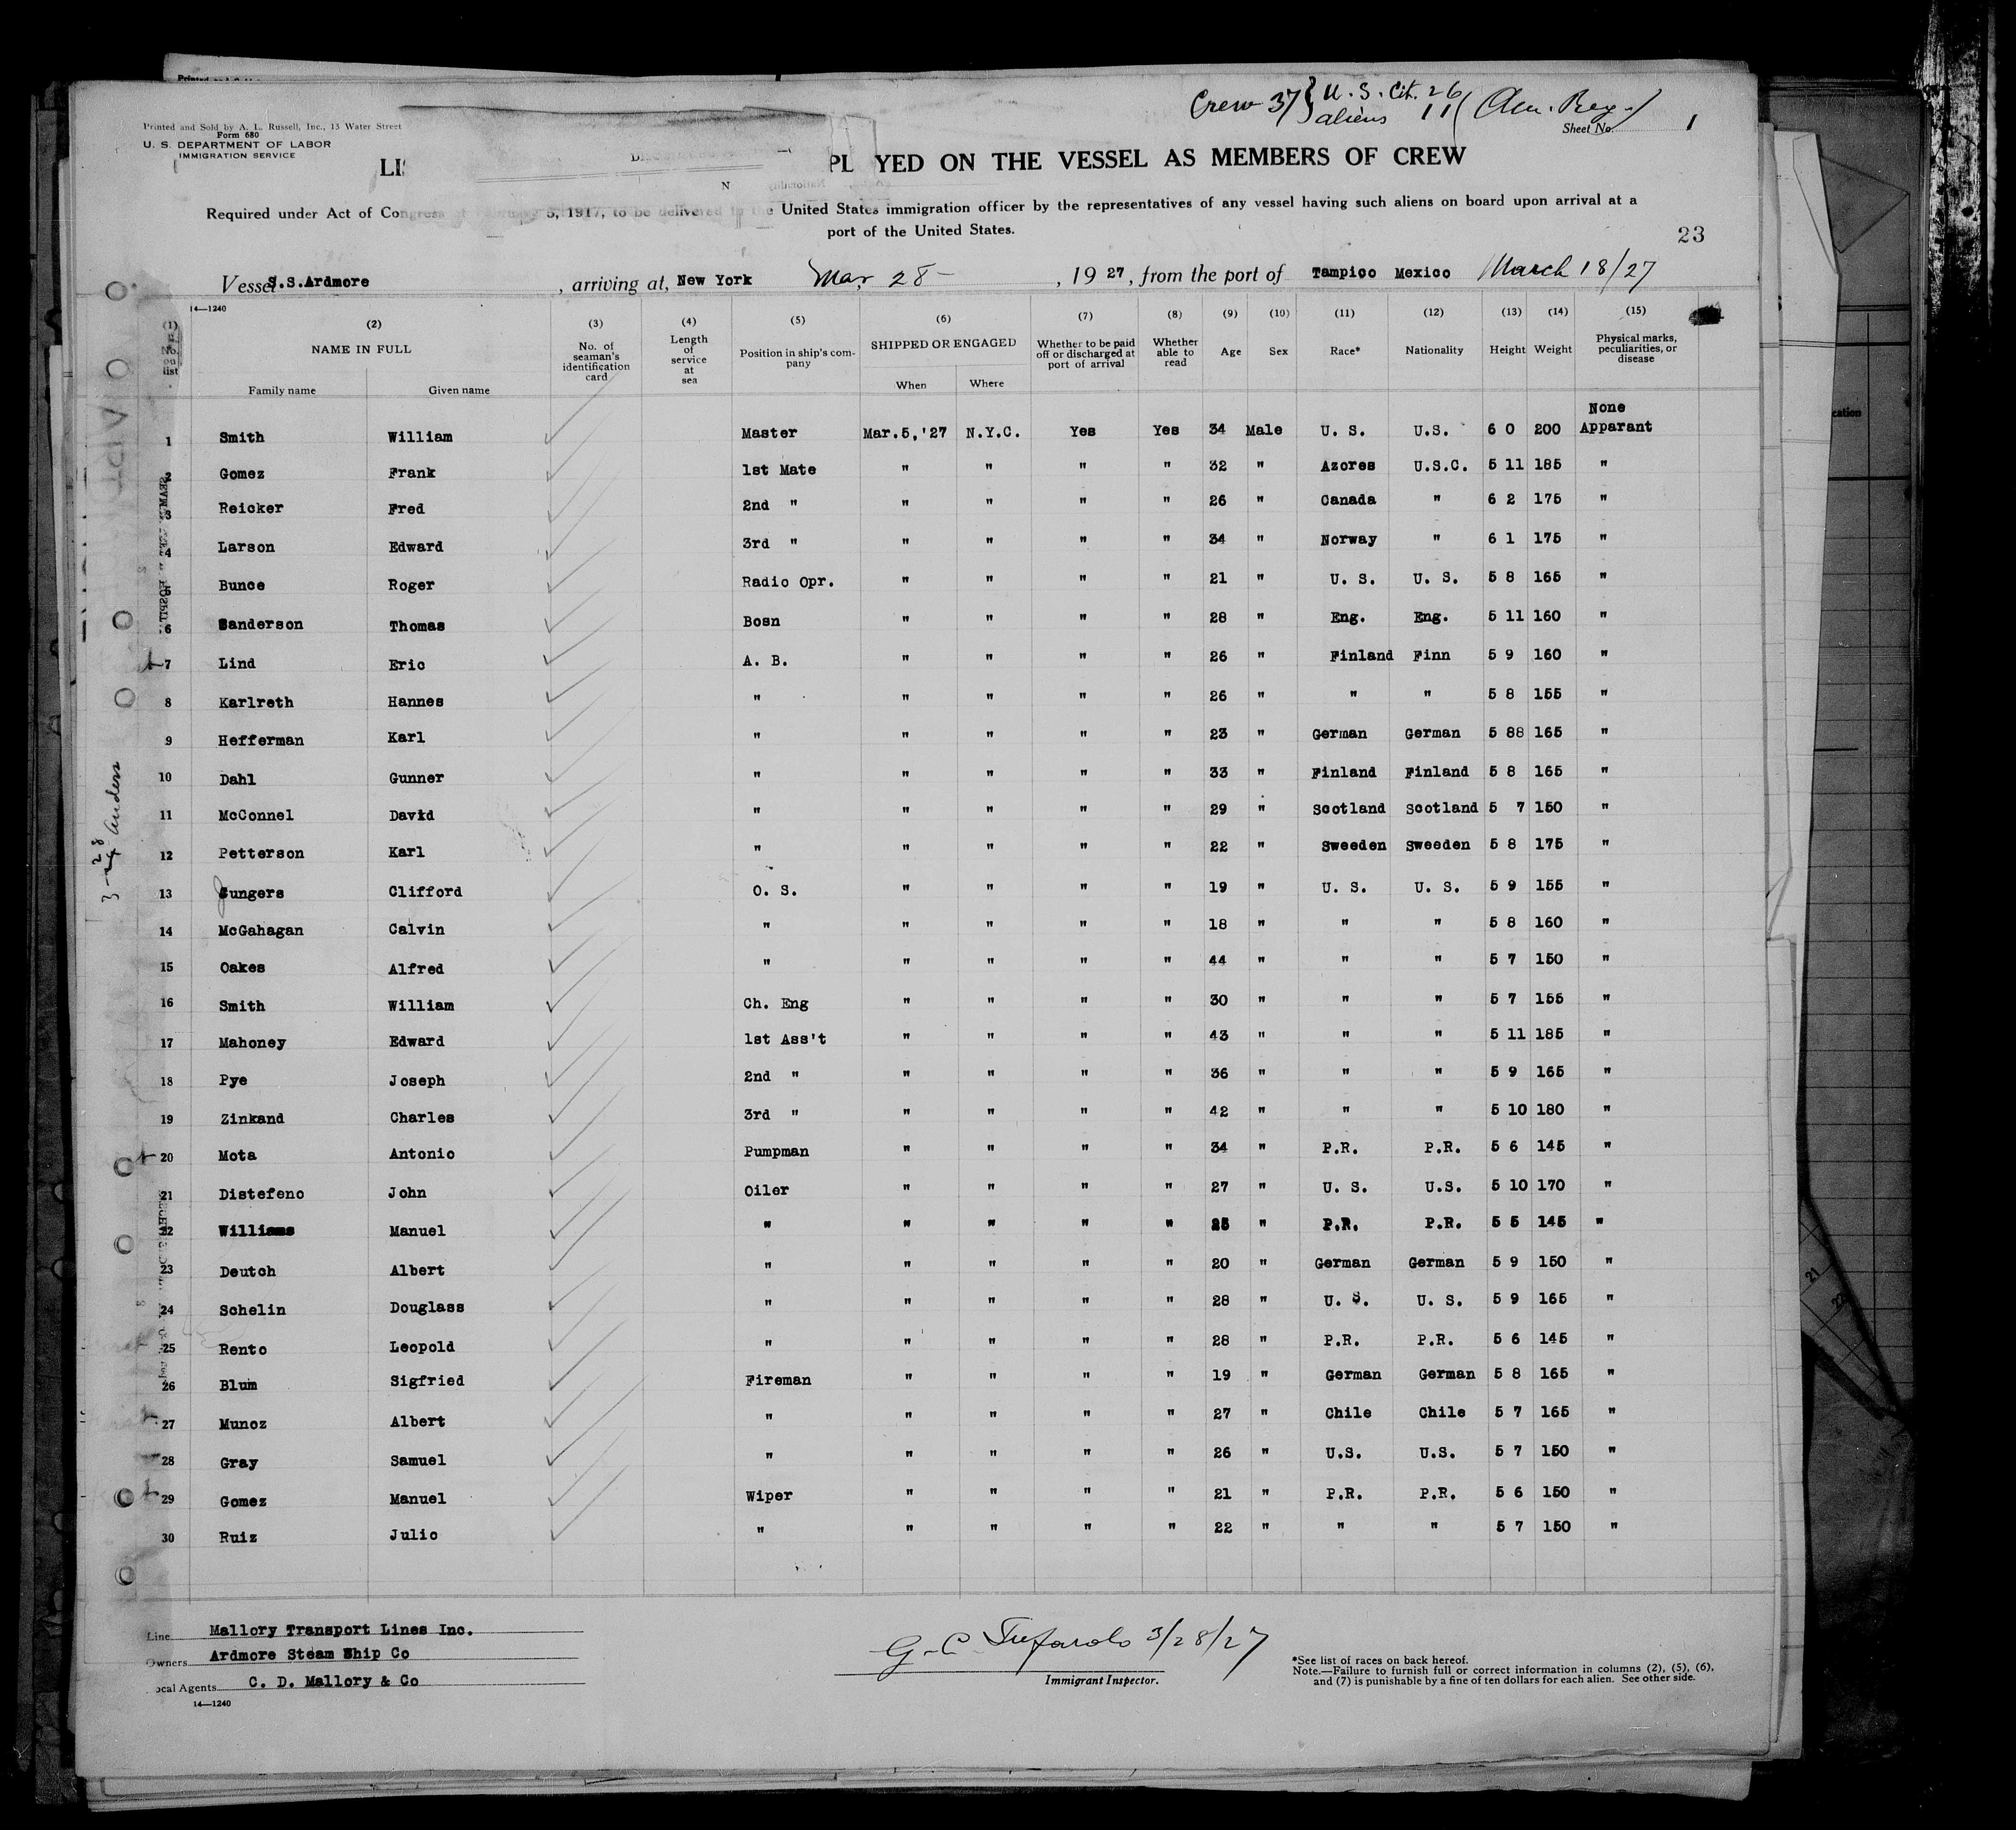 Crew 37 { U. S. Cit. 26
aliens 11
Sheet No. 1
Printed and Sold by A. L. Russell, Inc., 13 Water Street
Form 680
U. S. DEPARTMENT OF LABOR
IMMIGRATION SERVICE
LIS PL YED ON THE VESSEL AS MEMBERS OF CREW
Required under Act of Congress of February 5, 1917, to be delivered to the United States immigration officer by the representatives of any vessel having such aliens on board upon arrival at a
port of the United States.
23
Vessel S.S.Ardmore , arriving at, New York Mar 28 , 19 27 , from the port of Tampico Mexico March 18/27
14—1240
(1) (2) (3) (4) (5) (6) (7) (8) (9) (10) (11) (12) (13) (14) (15)
No. on list NAME IN FULL Family name Given name No. of seaman's identification card Length of service at sea Position in ship's company SHIPPED OR ENGAGED When Where Whether to be paid off or discharged at port of arrival Whether able to read Age Sex Race* Nationality Height Weight Physical marks, peculiarities, or disease
1 Smith William Master Mar.5,'27 N.Y.C. Yes Yes 34 Male U. S. U.S. 6 0 200 None Apparant
2 Gomez Frank 1st Mate " " " " 32 " Azores U.S.C. 5 11 185 "
3 Reicker Fred 2nd " " " " " 26 " Canada " 6 2 175 "
4 Larson Edward 3rd " " " " " 34 " Norway " 6 1 175 "
5 Bunce Roger Radio Opr. " " " " 21 " U. S. U. S. 5 8 165 "
6 Sanderson Thomas Bosn " " " " 28 " Eng. Eng. 5 11 160 "
7 Lind Eric A. B. " " " " 26 " Finland Finn 5 9 160 "
8 Karlreth Hannes " " " " " 26 " " " 5 8 155 "
9 Hefferman Karl " " " " " 23 " German German 5 88 165 "
10 Dahl Gunner " " " " " 33 " Finland Finland 5 8 165 "
11 McConnel David " " " " " 29 " Scotland Scotland 5 7 150 "
12 Petterson Karl " " " " " 22 " Sweeden Sweeden 5 8 175 "
13 Jungers Clifford O. S. " " " " 19 " U. S. U. S. 5 9 155 "
14 McGahagan Calvin " " " " " 18 " " " 5 8 160 "
15 Oakes Alfred " " " " " 44 " " " 5 7 150 "
16 Smith William Ch. Eng " " " " 30 " " " 5 7 155 "
17 Mahoney Edward 1st Ass't " " " " 43 " " " 5 11 185 "
18 Pye Joseph 2nd " " " " " 36 " " " 5 9 165 "
19 Zinkand Charles 3rd " " " " " 42 " " " 5 10 180 "
20 Mota Antonio Pumpman " " " " 34 " P.R. P.R. 5 6 145 "
21 Distefeno John Oiler " " " " 27 " U. S. U.S. 5 10 170 "
22 Williams Manuel " " " " " 25 " P.R. P.R. 5 5 145 "
23 Deutch Albert " " " " " 20 " German German 5 9 150 "
24 Schelin Douglass " " " " " 28 " U. S. U. S. 5 9 165 "
25 Rento Leopold " " " " " 28 " P.R. P.R. 5 6 145 "
26 Blum Sigfried Fireman " " " " 19 " German German 5 8 165 "
27 Munoz Albert " " " " " 27 " Chile Chile 5 7 165 "
28 Gray Samuel " " " " " 26 " U.S. U.S. 5 7 150 "
29 Gomez Manuel Wiper " " " " 21 " P.R. P.R. 5 6 150 "
30 Ruiz Julio " " " " " 22 " " " 5 7 150 "
Line Mallory Transport Lines Inc.
Owners Ardmore Steam Ship Co
ocal Agents C. D. Mallory & Co
14—1240
3/28/27
Immigrant Inspector.
*See list of races on back hereof.
Note.—Failure to furnish full or correct information in columns (2), (5), (6),
and (7) is punishable by a fine of ten dollars for each alien. See other side.